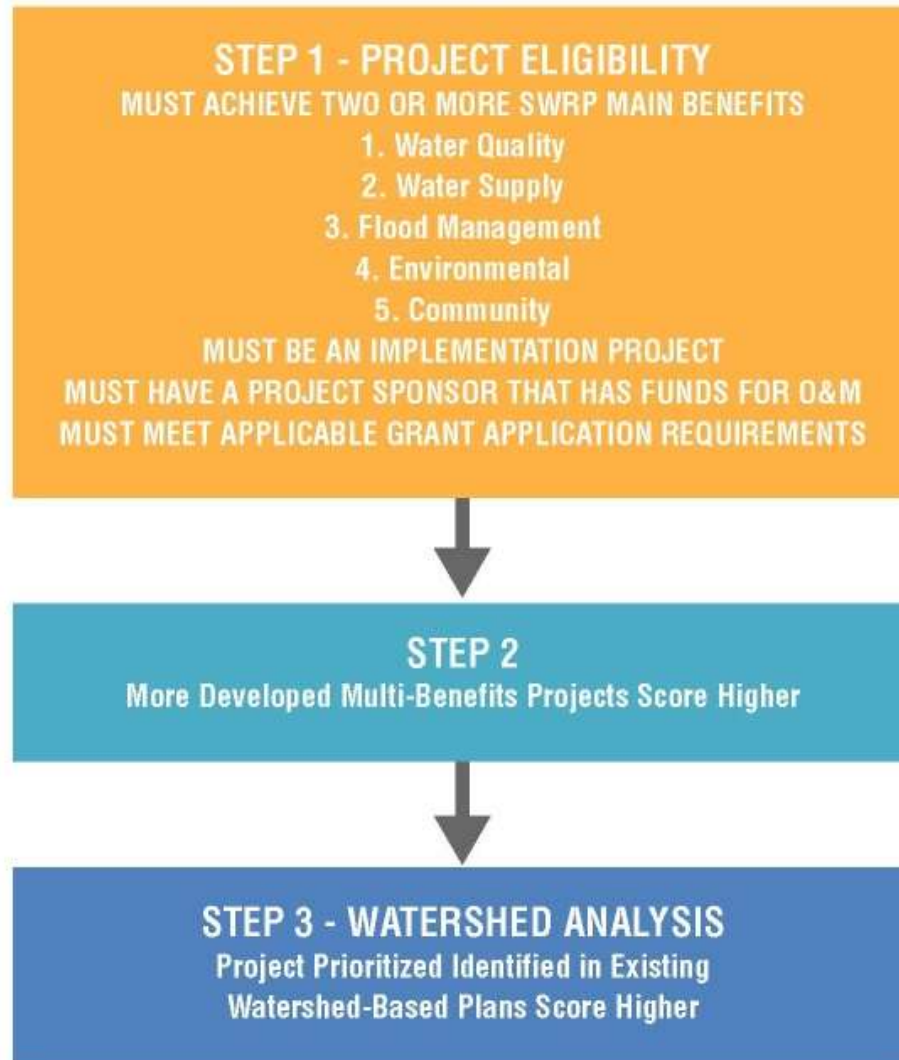 STEP 1 - PROJECT ELIGIBILITY
MUST ACHIEVE TWO OR MORE SWRP MAIN BENEFITS
1. Water Quality
2. Water Supply
3. Flood Management
4. Environmental
5. Community
MUST BE AN IMPLEMENTATION PROJECT
MUST HAVE A PROJECT SPONSOR THAT HAS FUNDS FOR O&M
MUST MEET APPLICABLE GRANT APPLICATION REQUIREMENTS
STEP 2
More Developed Multi-Benefits Projects Score Higher
STEP 3 - WATERSHED ANALYSIS
Project Prioritized Identified in Existing
Watershed-Based Plans Score Higher